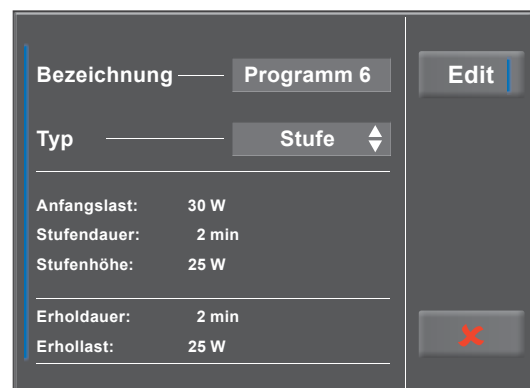 Bezeichnung Programm 6
Edit
Typ Stufe
Anfangslast: 30 W
Stufendauer: 2 min
Stufenhöhe: 25 W
Erholdauer: 2 min
Erhollast: 25 W